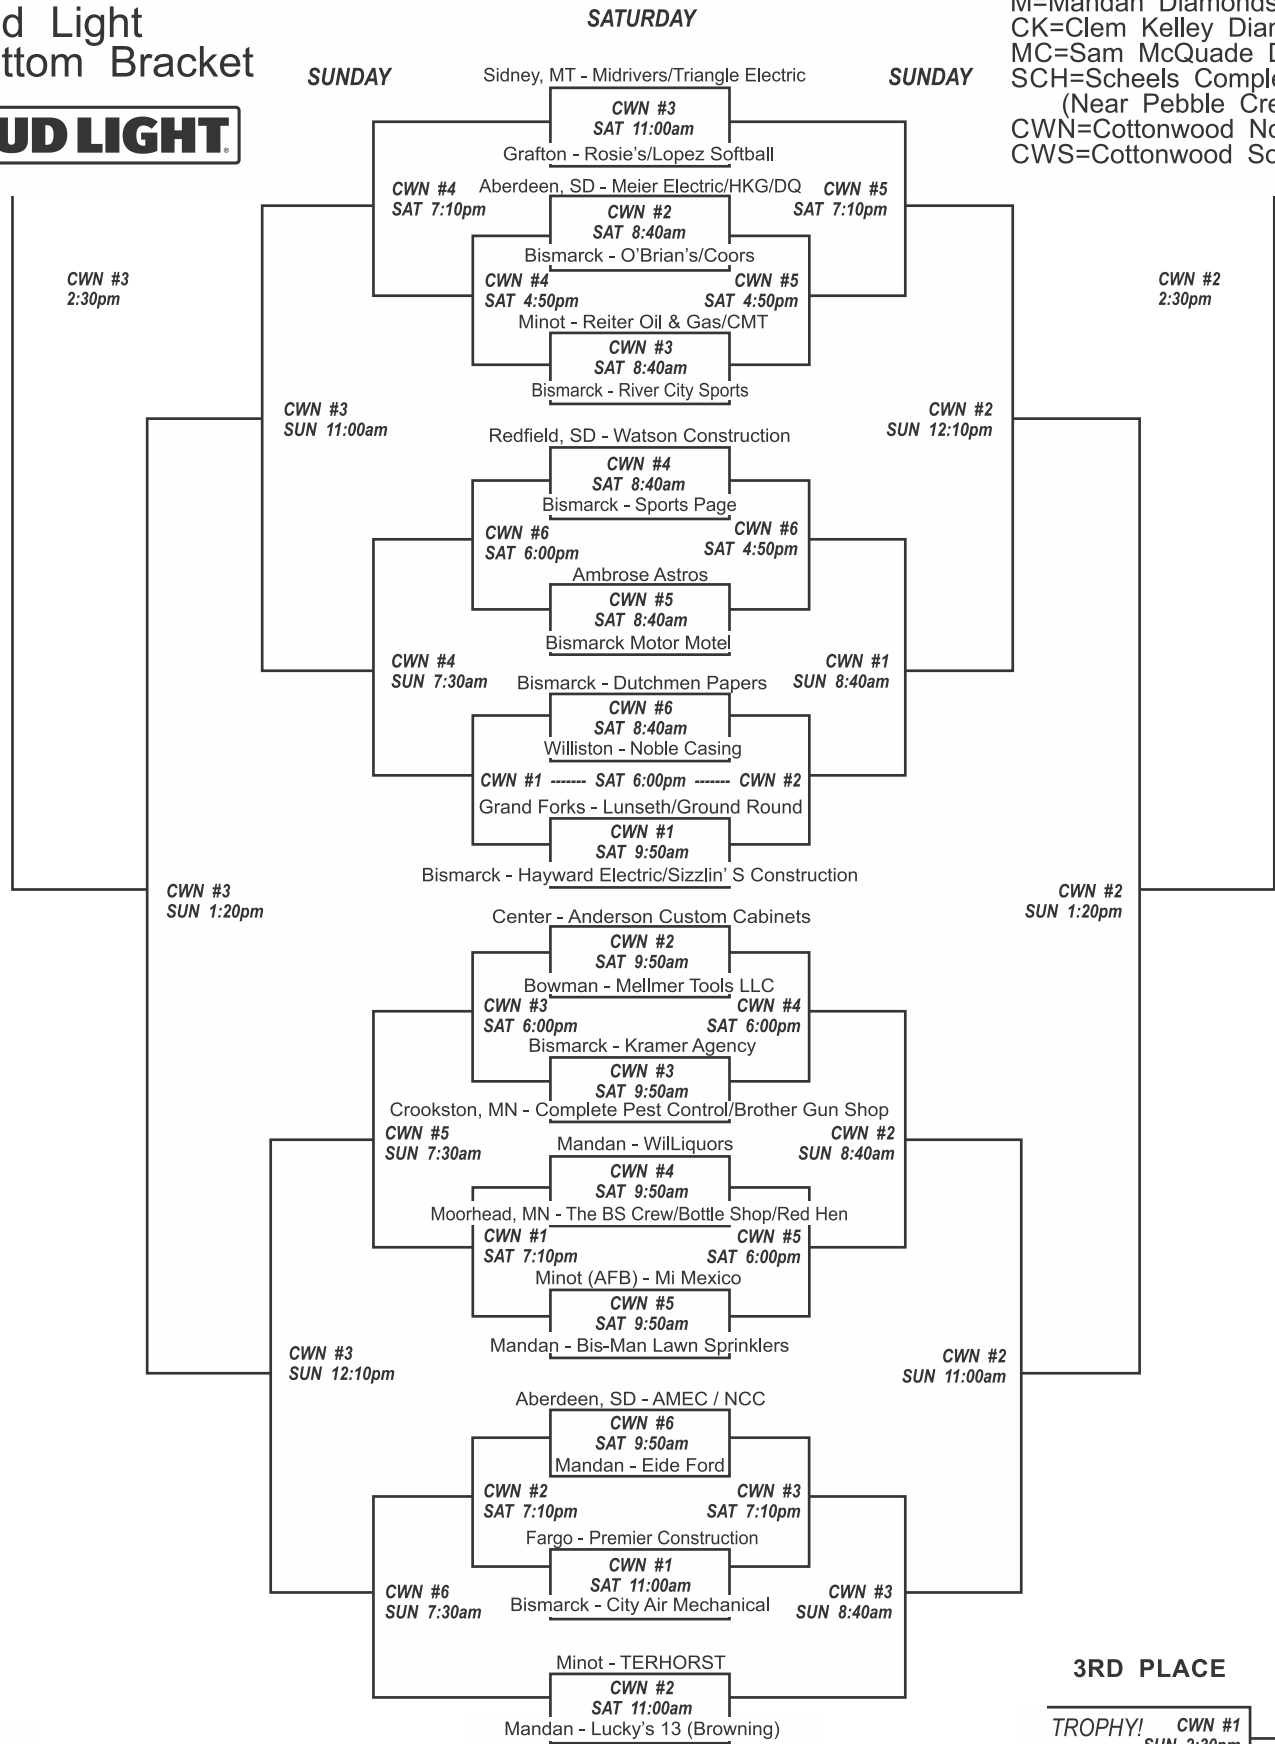 d Light
ttom Bracket
UD LIGHT.
SATURDAY
SUNDAY
SUNDAY
M=Mandan Diamonds
CK=Clem Kelley
MC=Sam McQuade
SCH=Scheels
(Near Pebble
CWN=Cottonwood
CWS=Cottonwood
Sidney, MT - Midrivers/Triangle Electric
CWN #3
SAT 11:00am
Grafton - Rosie's/Lopez Softball
CWN #4
SAT 7:10pm
Aberdeen, SD - Meier Electric/HKG/DQ
CWN #5
SAT 7:10pm
CWN #2
SAT 8:40am
Bismarck - O'Brian's/Coors
CWN #3
2:30pm
CWN #4
SAT 4:50pm
CWN #5
SAT 4:50pm
CWN #2
2:30pm
Minot - Reiter Oil & Gas/CMT
CWN #3
SAT 8:40am
Bismarck - River City Sports
CWN #3
SUN 11:00am
CWN #2
SUN 12:10pm
Redfield, SD - Watson Construction
CWN #4
SAT 8:40am
Bismarck - Sports Page
CWN #6
SAT 6:00pm
CWN #6
SAT 4:50pm
Ambrose Astros
CWN #5
SAT 8:40am
Bismarck Motor Motel
CWN #4
SUN 7:30am
CWN #1
SUN 8:40am
Bismarck - Dutchmen Papers
CWN #6
SAT 8:40am
Williston - Noble Casing
CWN #1 ------- SAT 6:00pm ------- CWN #2
Grand Forks - Lunseth/Ground Round
CWN #1
SAT 9:50am
Bismarck - Hayward Electric/Sizzlin' S Construction
CWN #3
SUN 1:20pm
CWN #2
SUN 1:20pm
Center - Anderson Custom Cabinets
CWN #2
SAT 9:50am
Bowman - Mellmer Tools LLC
CWN #3
SAT 6:00pm
CWN #4
SAT 6:00pm
Bismarck - Kramer Agency
CWN #3
SAT 9:50am
Crookston, MN - Complete Pest Control/Brother Gun Shop
CWN #5
SUN 7:30am
CWN #2
SUN 8:40am
Mandan - WilLiquors
CWN #4
SAT 9:50am
Moorhead, MN - The BS Crew/Bottle Shop/Red Hen
CWN #1
SAT 7:10pm
CWN #5
SAT 6:00pm
Minot (AFB) - Mi Mexico
CWN #5
SAT 9:50am
Mandan - Bis-Man Lawn Sprinklers
CWN #3
SUN 12:10pm
CWN #2
SUN 11:00am
Aberdeen, SD - AMEC / NCC
CWN #6
SAT 9:50am
Mandan - Eide Ford
CWN #2
SAT 7:10pm
CWN #3
SAT 7:10pm
Fargo - Premier Construction
CWN #1
SAT 11:00am
Bismarck - City Air Mechanical
CWN #6
SUN 7:30am
CWN #3
SUN 8:40am
Minot - TERHORST
CWN #2
SAT 11:00am
Mandan - Lucky's 13 (Browning)
3RD PLACE
TROPHY!
CWN #1
SUN 2:30pm